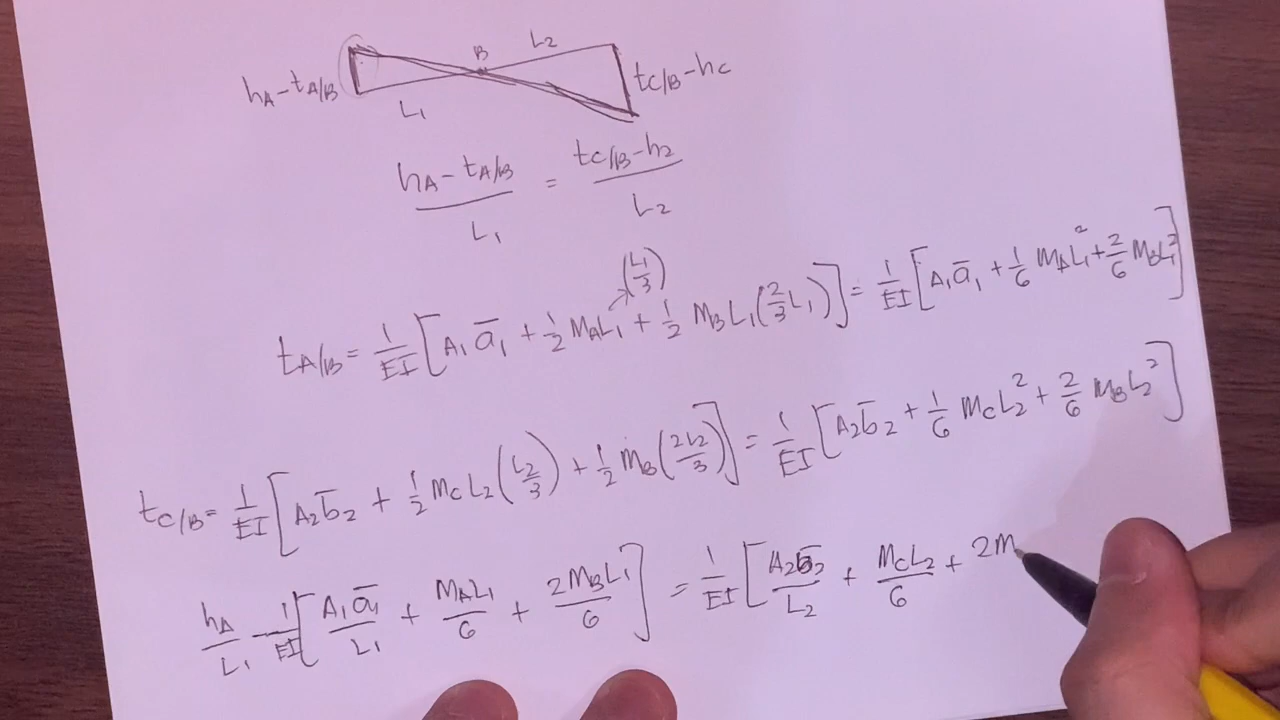 B L₂
hA − tA/B tC/B − hC
L₁
hA − tA/B / L₁ = tC/B − h₂ / L₂
(L₁/3)
tA/B = 1/EI [A₁ā₁ + 1/2 MAL₁ + 1/2 MBL₁(2/3 L₁)] = 1/EI [A₁ā₁ + 1/6 MAL₁² + 2/6 MBL₁²]
tC/B = 1/EI [A₂b̄₂ + 1/2 MCL₂(L₂/3) + 1/2 MB(2L₂/3)] = 1/EI [A₂b̄₂ + 1/6 MCL₂² + 2/6 MBL₂²]
hA/L₁ − 1/EI [A₁ā₁/L₁ + MAL₁/6 + 2MBL₁/6] = 1/EI [A₂b̄₂/L₂ + MCL₂/6 + 2M